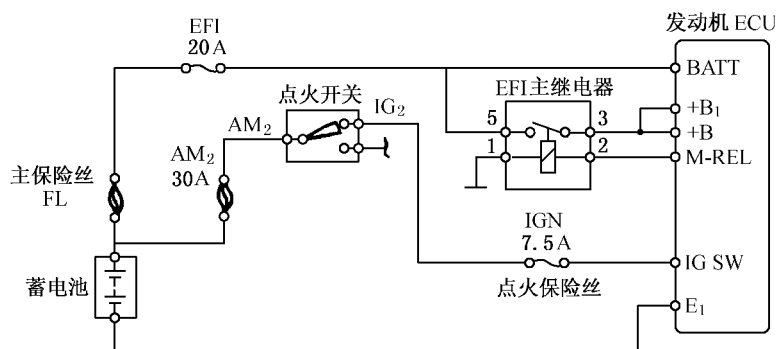 EFI
20A
发动机 ECU
BATT
点火开关
IG₂
EFI主继电器
+B₁
5
3
+B
AM₂
1
2
M-REL
AM₂
30A
主保险丝
FL
IGN
7.5A
IG SW
点火保险丝
蓄电池
E₁